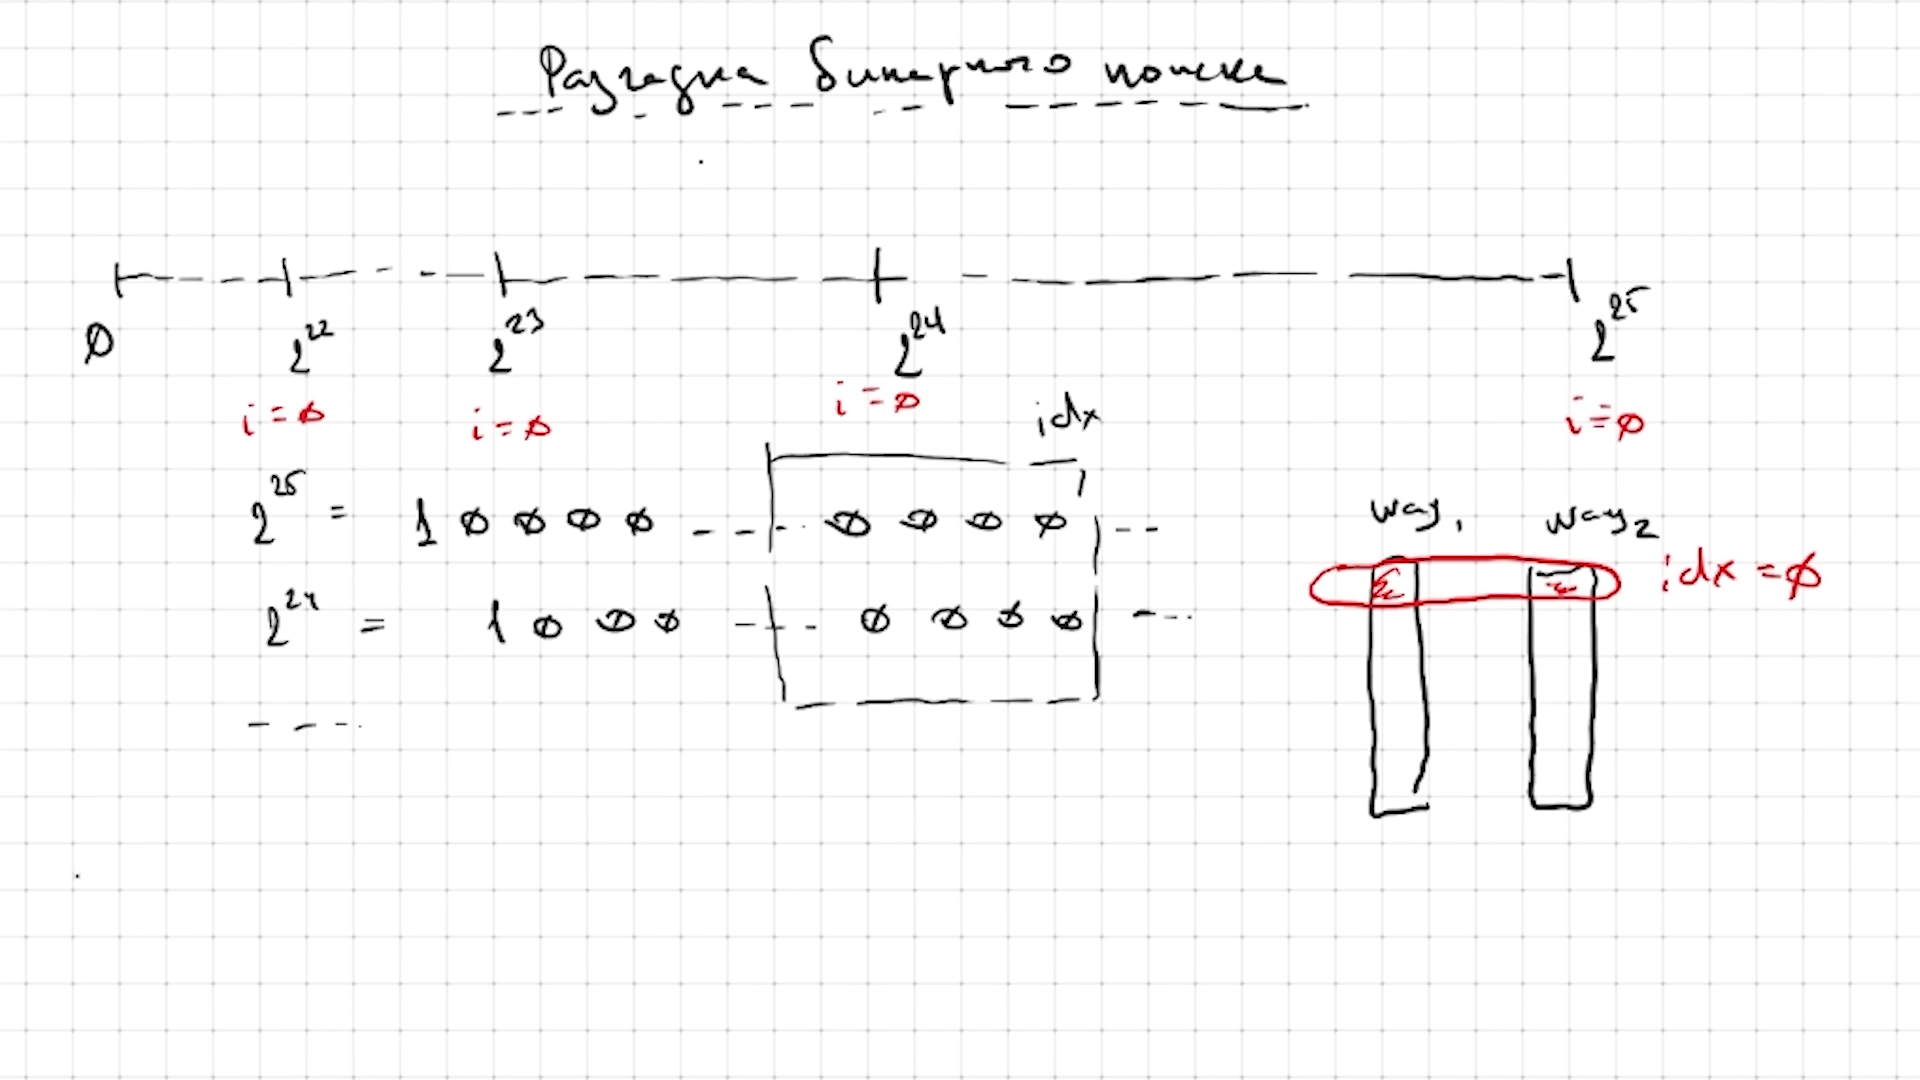 Разгадка бинарного поиска
0 2^22 2^23 2^24 2^25
i=0 i=0 i=0 i=0
idx
2^25 = 1 0 0 0 0 --- 0 0 0 0 --
2^24 = 1 0 0 0 --- 0 0 0 0 ---
----
way1 way2
idx=0